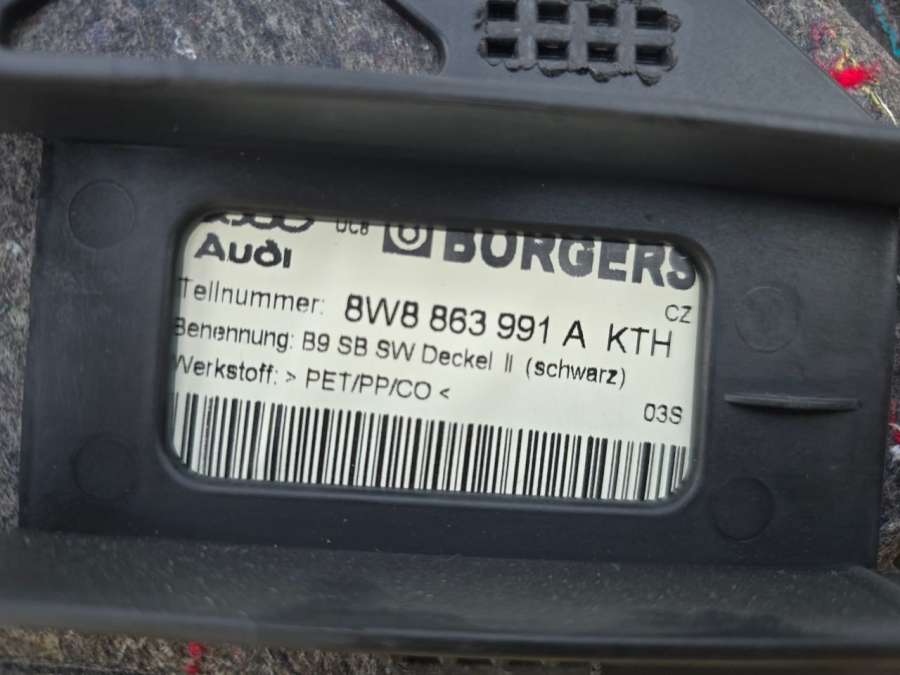 Audi UC8 BORGERS
CZ
Teilnummer: 8W8 863 991 A KTH
Benennung: B9 SB SW Deckel II (schwarz)
Werkstoff: > PET/PP/CO <
03S